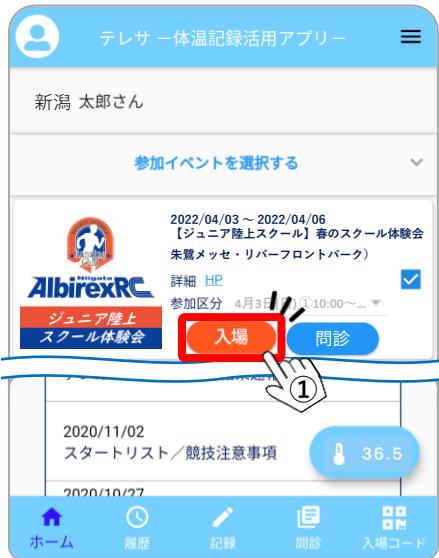 テレサ －体温記録活用アプリ－
新潟 太郎さん
参加イベントを選択する
2022/04/03 ～ 2022/04/06
【ジュニア陸上スクール】春のスクール体験会
朱鷺メッセ・リバーフロントパーク）
Niigata
AlbirexRC
ジュニア陸上
スクール体験会
詳細 HP
参加区分 4月3日(日)①10:00～...
入場
問診
①
2020/11/02
スタートリスト／競技注意事項
36.5
2020/10/27
ホーム
履歴
記録
問診
入場コード